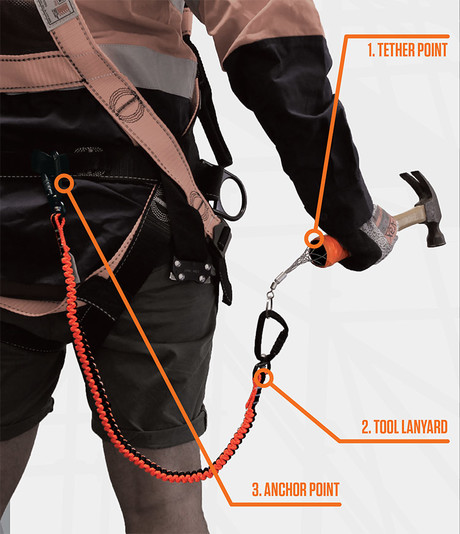 1. TETHER POINT
2. TOOL LANYARD
3. ANCHOR POINT